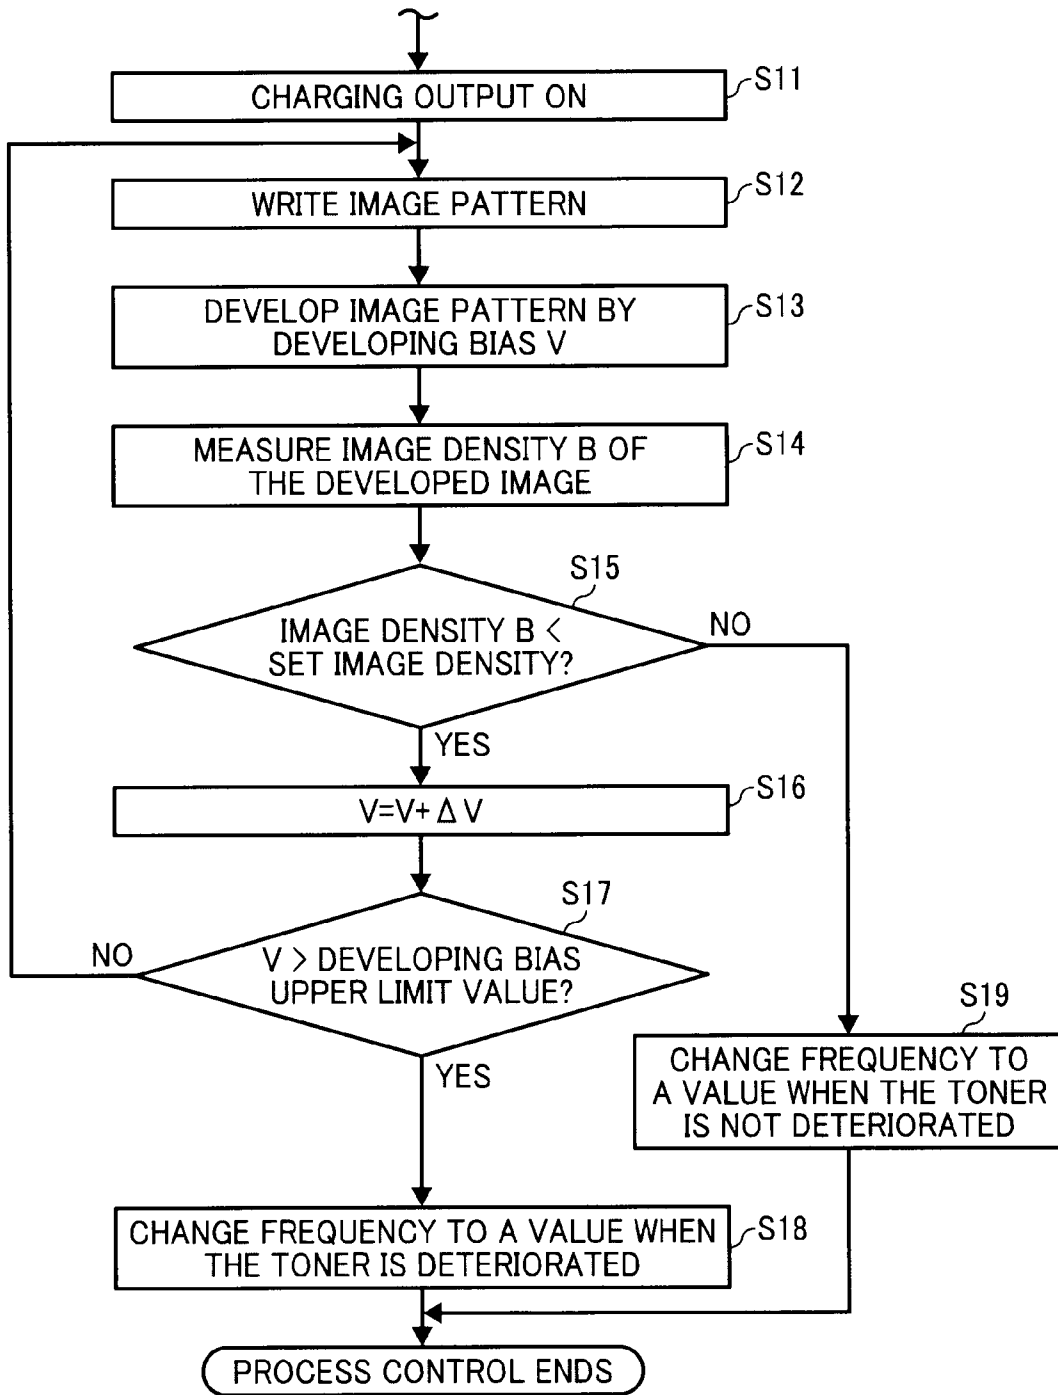 CHARGING OUTPUT ON
S11
WRITE IMAGE PATTERN
S12
DEVELOP IMAGE PATTERN BY
DEVELOPING BIAS V
S13
MEASURE IMAGE DENSITY B OF
THE DEVELOPED IMAGE
S14
S15
IMAGE DENSITY B <
SET IMAGE DENSITY?
NO
YES
V=V+ Δ V
S16
S17
V > DEVELOPING BIAS
UPPER LIMIT VALUE?
NO
YES
S19
CHANGE FREQUENCY TO
A VALUE WHEN THE TONER
IS NOT DETERIORATED
CHANGE FREQUENCY TO A VALUE WHEN
THE TONER IS DETERIORATED
S18
PROCESS CONTROL ENDS